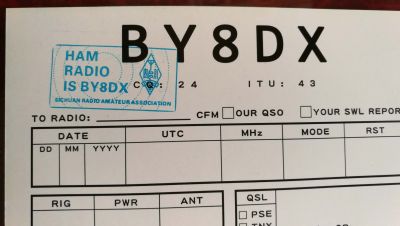 BY8DX
HAM
RADIO
IS BY8DX
SICHUAN RADIO AMATEUR ASSOCIATION
CQ: 24 ITU: 43
TO RADIO: CFM OUR QSO YOUR SWL REPOR
DATE UTC MHz MODE RST
DD MM YYYY
RIG PWR ANT
QSL
PSE
TNX